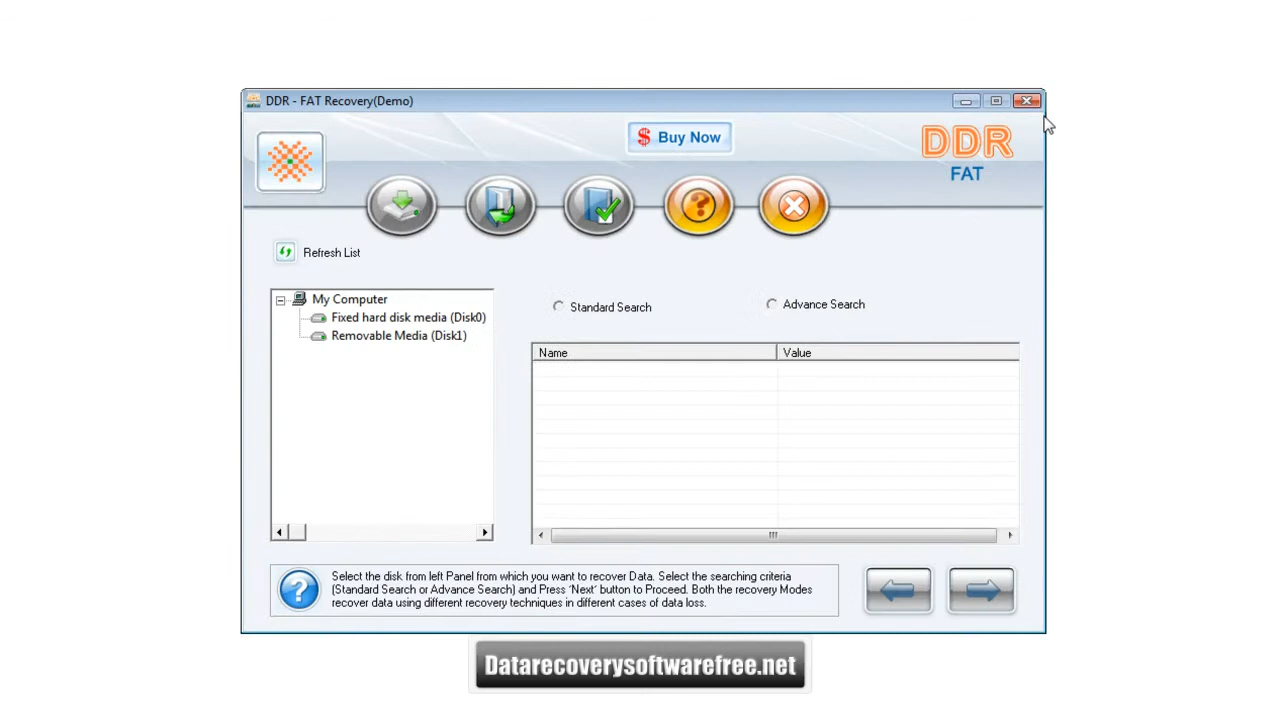 DDR - FAT Recovery(Demo)
$ Buy Now
DDR
FAT
Refresh List
My Computer
Fixed hard disk media (Disk0)
Removable Media (Disk1)
Standard Search
Advance Search
Name
Value
Select the disk from left Panel from which you want to recover Data. Select the searching criteria
(Standard Search or Advance Search) and Press 'Next' button to Proceed. Both the recovery Modes
recover data using different recovery techniques in different cases of data loss.
Datarecoverysoftwarefree.net